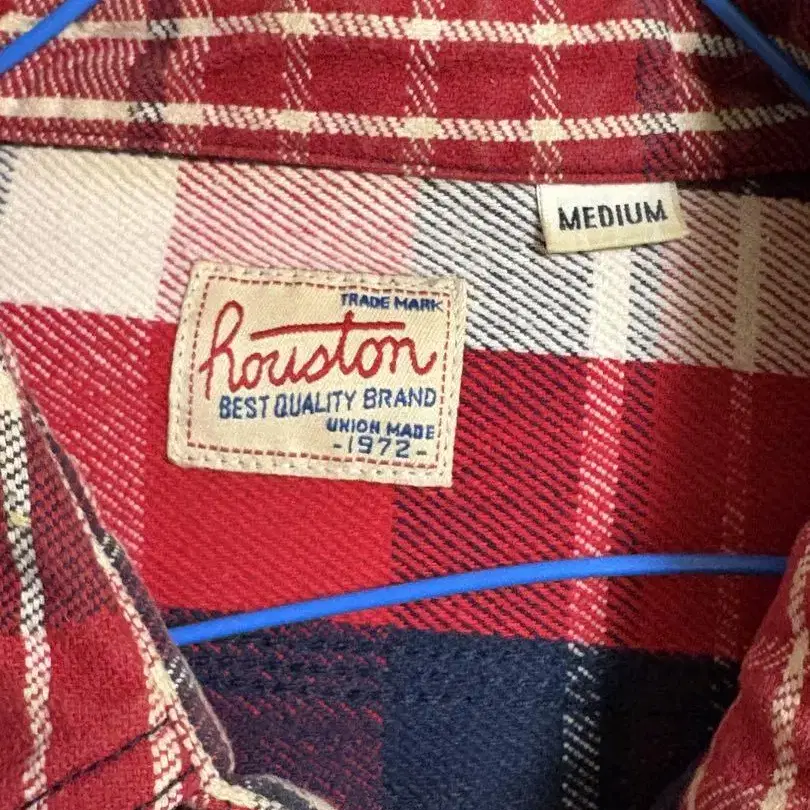 MEDIUM
TRADE MARK
houston
BEST QUALITY BRAND
UNION MADE
-1972-